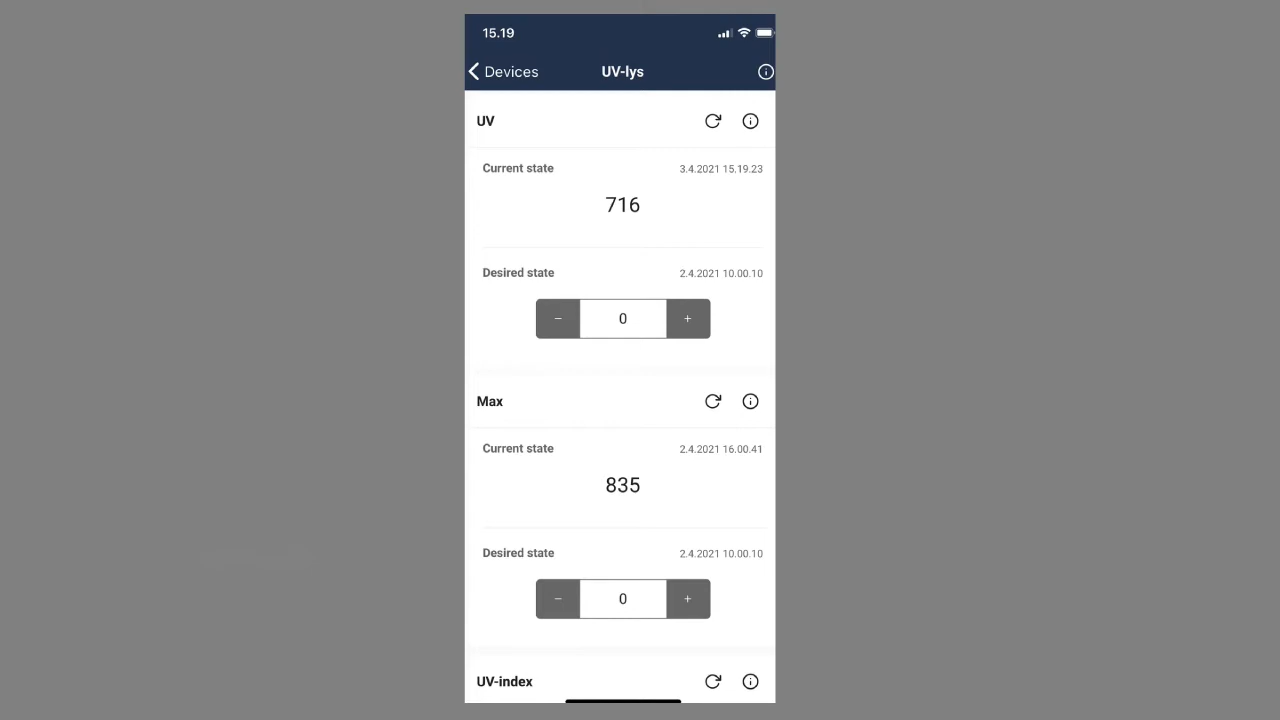 15.19
Devices
UV-lys
UV
Current state
3.4.2021 15.19.23
716
Desired state
2.4.2021 10.00.10
− 0 +
Max
Current state
2.4.2021 16.00.41
835
Desired state
2.4.2021 10.00.10
− 0 +
UV-index